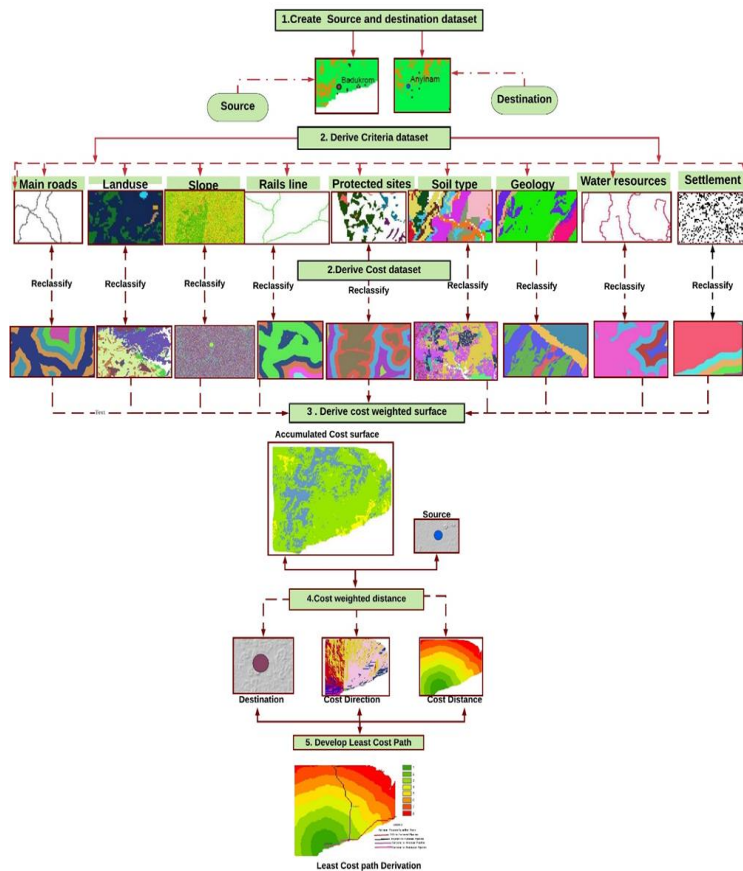 1.Create Source and destination dataset
Badukrom
Anyinam
Source
Destination
2. Derive Criteria dataset
Main roads Landuse Slope Rails line Protected sites Soil type Geology Water resources Settlement
2.Derive Cost dataset
Reclassify Reclassify Reclassify Reclassify Reclassify Reclassify Reclassify Reclassify Reclassify
Text
3 . Derive cost weighted surface
Accumulated Cost surface
Source
4.Cost weighted distance
Destination Cost Direction Cost Distance
5. Develop Least Cost Path
Least Cost path Derivation